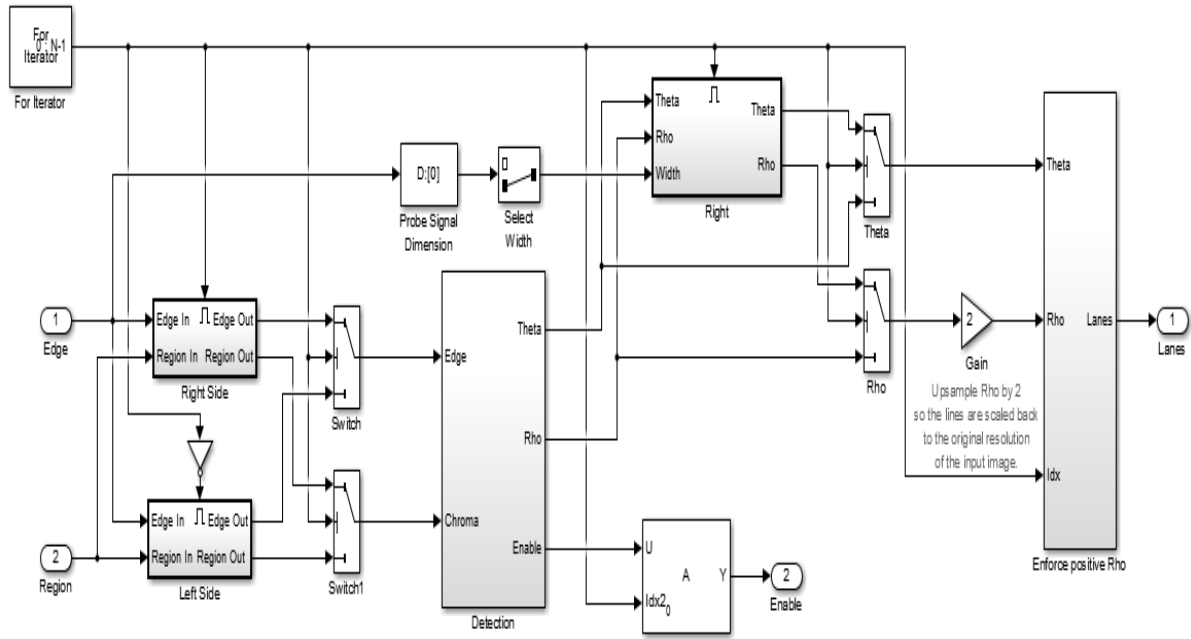 For
Iterator
0 : N-1
For Iterator
Theta
Rho
Width
Theta
Rho
Right
Theta
D:[0]
Probe Signal
Dimension
Select
Width
Theta
1
Edge
Edge In
Edge Out
Region In
Region Out
Right Side
Switch
Edge
Theta
Rho
Chroma
Enable
Detection
Rho
2
Gain
Upsample Rho by 2
so the lines are scaled back
to the original resolution
of the input image.
Rho
Lanes
Idx
Enforce positive Rho
1
Lanes
2
Region
Edge In
Edge Out
Region In
Region Out
Left Side
Switch1
U
A
Y
Idx2
0
2
Enable